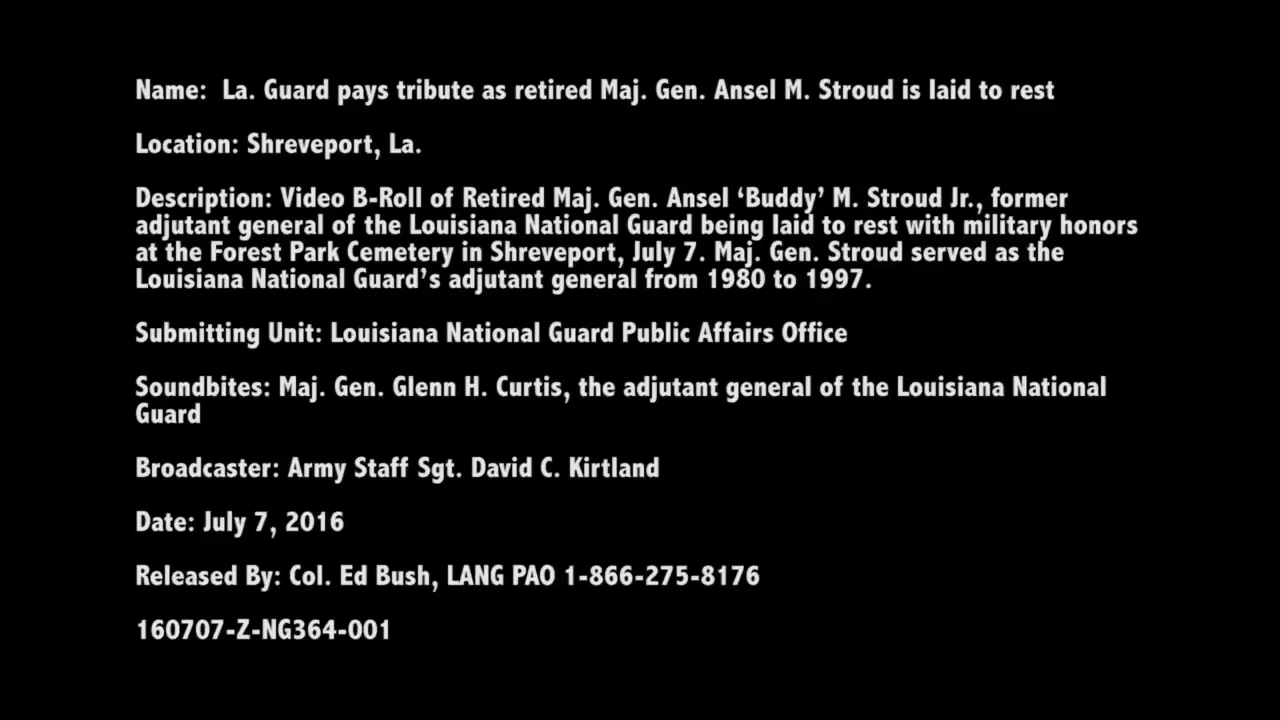 Name:  La. Guard pays tribute as retired Maj. Gen. Ansel M. Stroud is laid to rest
Location: Shreveport, La.
Description: Video B-Roll of Retired Maj. Gen. Ansel ‘Buddy’ M. Stroud Jr., former
adjutant general of the Louisiana National Guard being laid to rest with military honors
at the Forest Park Cemetery in Shreveport, July 7. Maj. Gen. Stroud served as the
Louisiana National Guard’s adjutant general from 1980 to 1997.
Submitting Unit: Louisiana National Guard Public Affairs Office
Soundbites: Maj. Gen. Glenn H. Curtis, the adjutant general of the Louisiana National
Guard
Broadcaster: Army Staff Sgt. David C. Kirtland
Date: July 7, 2016
Released By: Col. Ed Bush, LANG PAO 1-866-275-8176
160707-Z-NG364-001